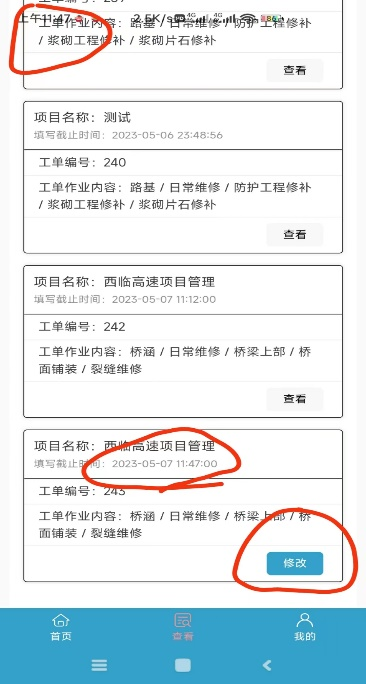 上午11:47
2.5K/s
4G
4G
工单作业内容：路基 / 日常维修 / 防护工程修补
/ 浆砌工程修补 / 浆砌片石修补
查看
项目名称：测试
填写截止时间：2023-05-06 23:48:56
工单编号：240
工单作业内容：路基 / 日常维修 / 防护工程修补
/ 浆砌工程修补 / 浆砌片石修补
查看
项目名称：西临高速项目管理
填写截止时间：2023-05-07 11:12:00
工单编号：242
工单作业内容：桥涵 / 日常维修 / 桥梁上部 / 桥
面铺装 / 裂缝维修
查看
项目名称：西临高速项目管理
填写截止时间：2023-05-07 11:47:00
工单编号：243
工单作业内容：桥涵 / 日常维修 / 桥梁上部 / 桥
面铺装 / 裂缝维修
修改
首页
查看
我的